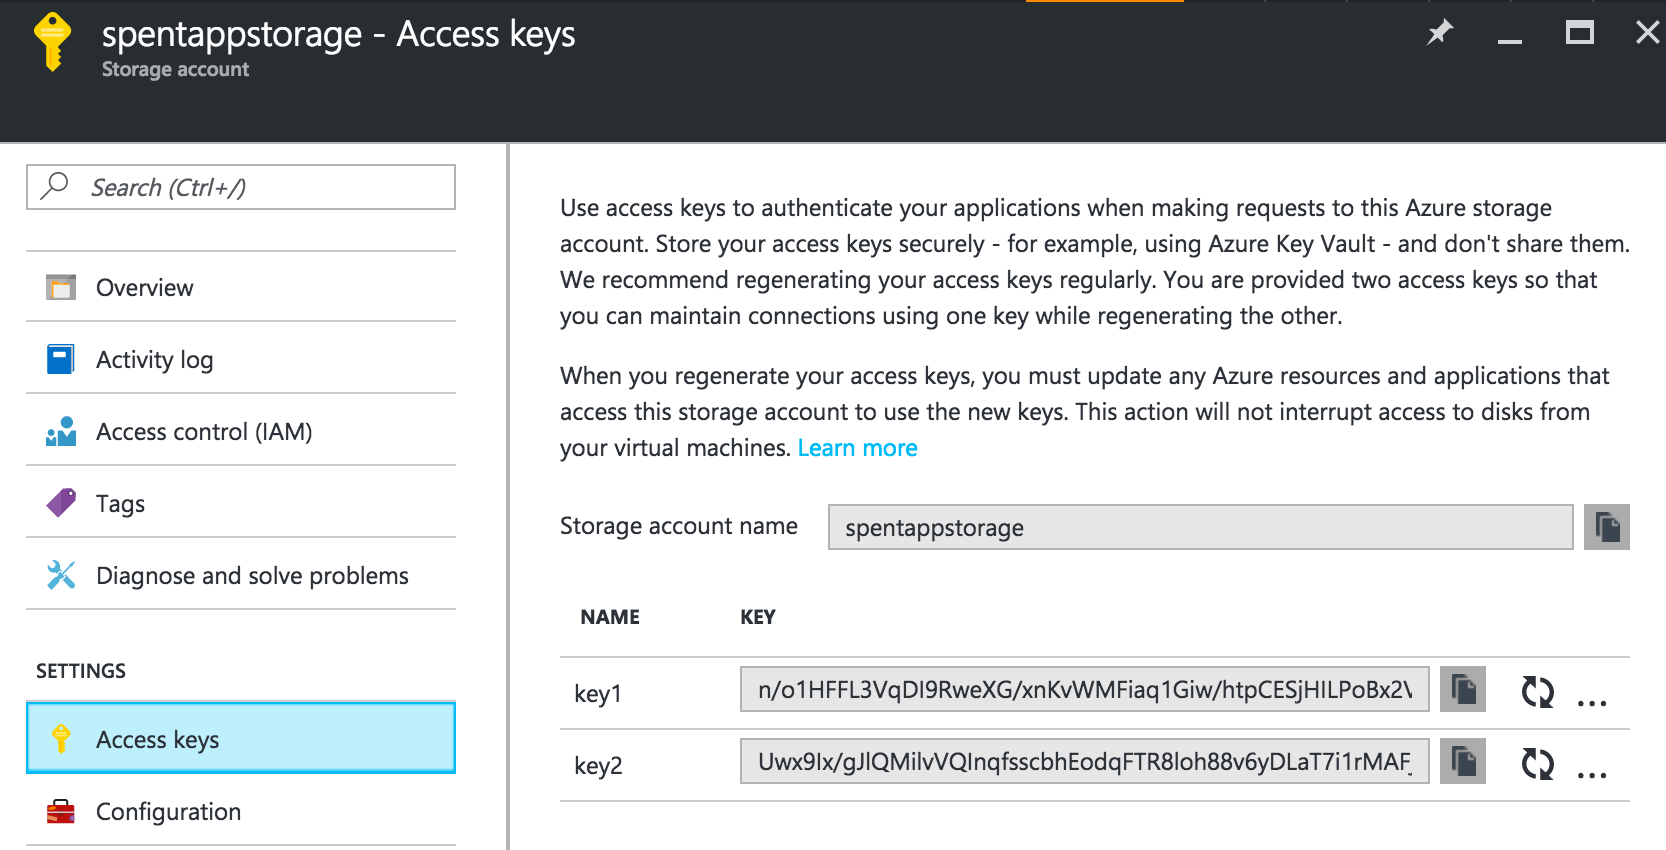 spentappstorage - Access keys
Storage account
Search (Ctrl+/)
Overview
Activity log
Access control (IAM)
Tags
Diagnose and solve problems
SETTINGS
Access keys
Configuration
Use access keys to authenticate your applications when making requests to this Azure storage
account. Store your access keys securely - for example, using Azure Key Vault - and don't share them.
We recommend regenerating your access keys regularly. You are provided two access keys so that
you can maintain connections using one key while regenerating the other.
When you regenerate your access keys, you must update any Azure resources and applications that
access this storage account to use the new keys. This action will not interrupt access to disks from
your virtual machines. Learn more
Storage account name spentappstorage
NAME KEY
key1 n/o1HFFL3VqDI9RweXG/xnKvWMFiaq1Giw/htpCESjHILPoBx2V ...
key2 Uwx9Ix/gJlQMilvVQInqfsscbhEodqFTR8loh88v6yDLaT7i1rMAF ...